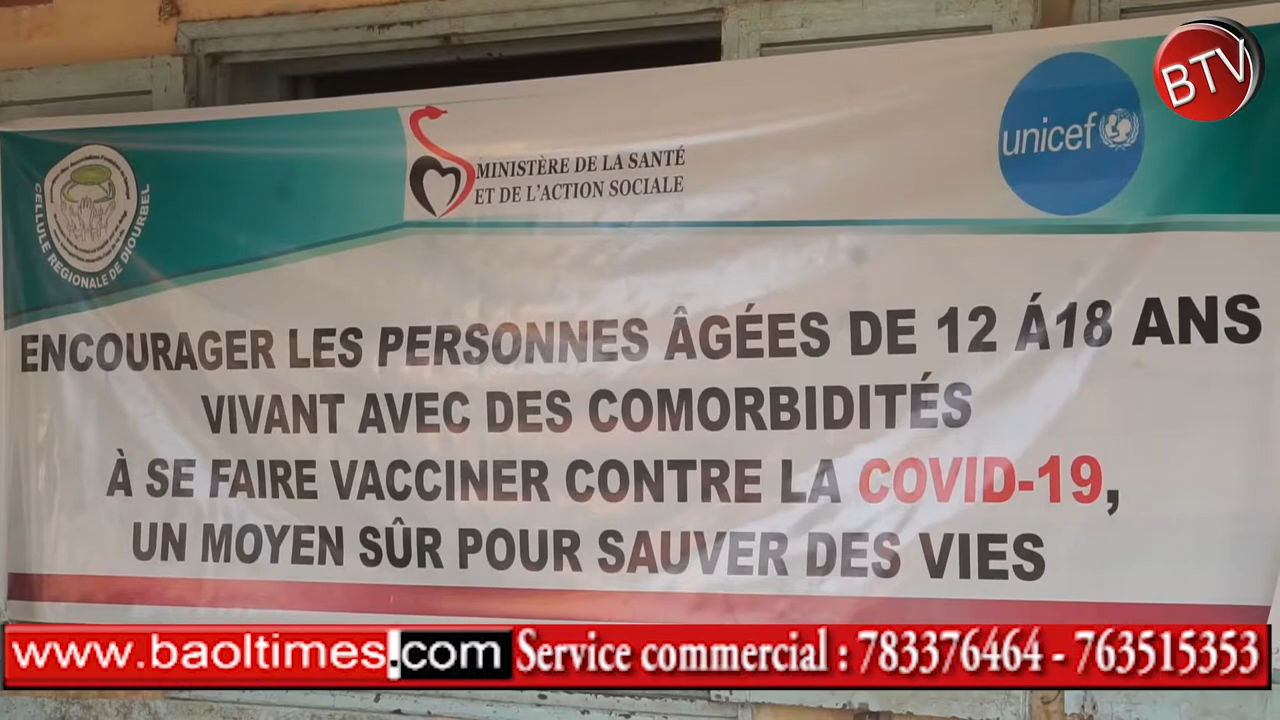 BTV
unicef
MINISTÈRE DE LA SANTÉ
ET DE L'ACTION SOCIALE
CELLULE REGIONALE DE DIOURBEL
ENCOURAGER LES PERSONNES ÂGÉES DE 12 Á18 ANS
VIVANT AVEC DES COMORBIDITÉS
À SE FAIRE VACCINER CONTRE LA COVID-19,
UN MOYEN SÛR POUR SAUVER DES VIES
www.baoltimes.com Service commercial : 783376464 - 763515353